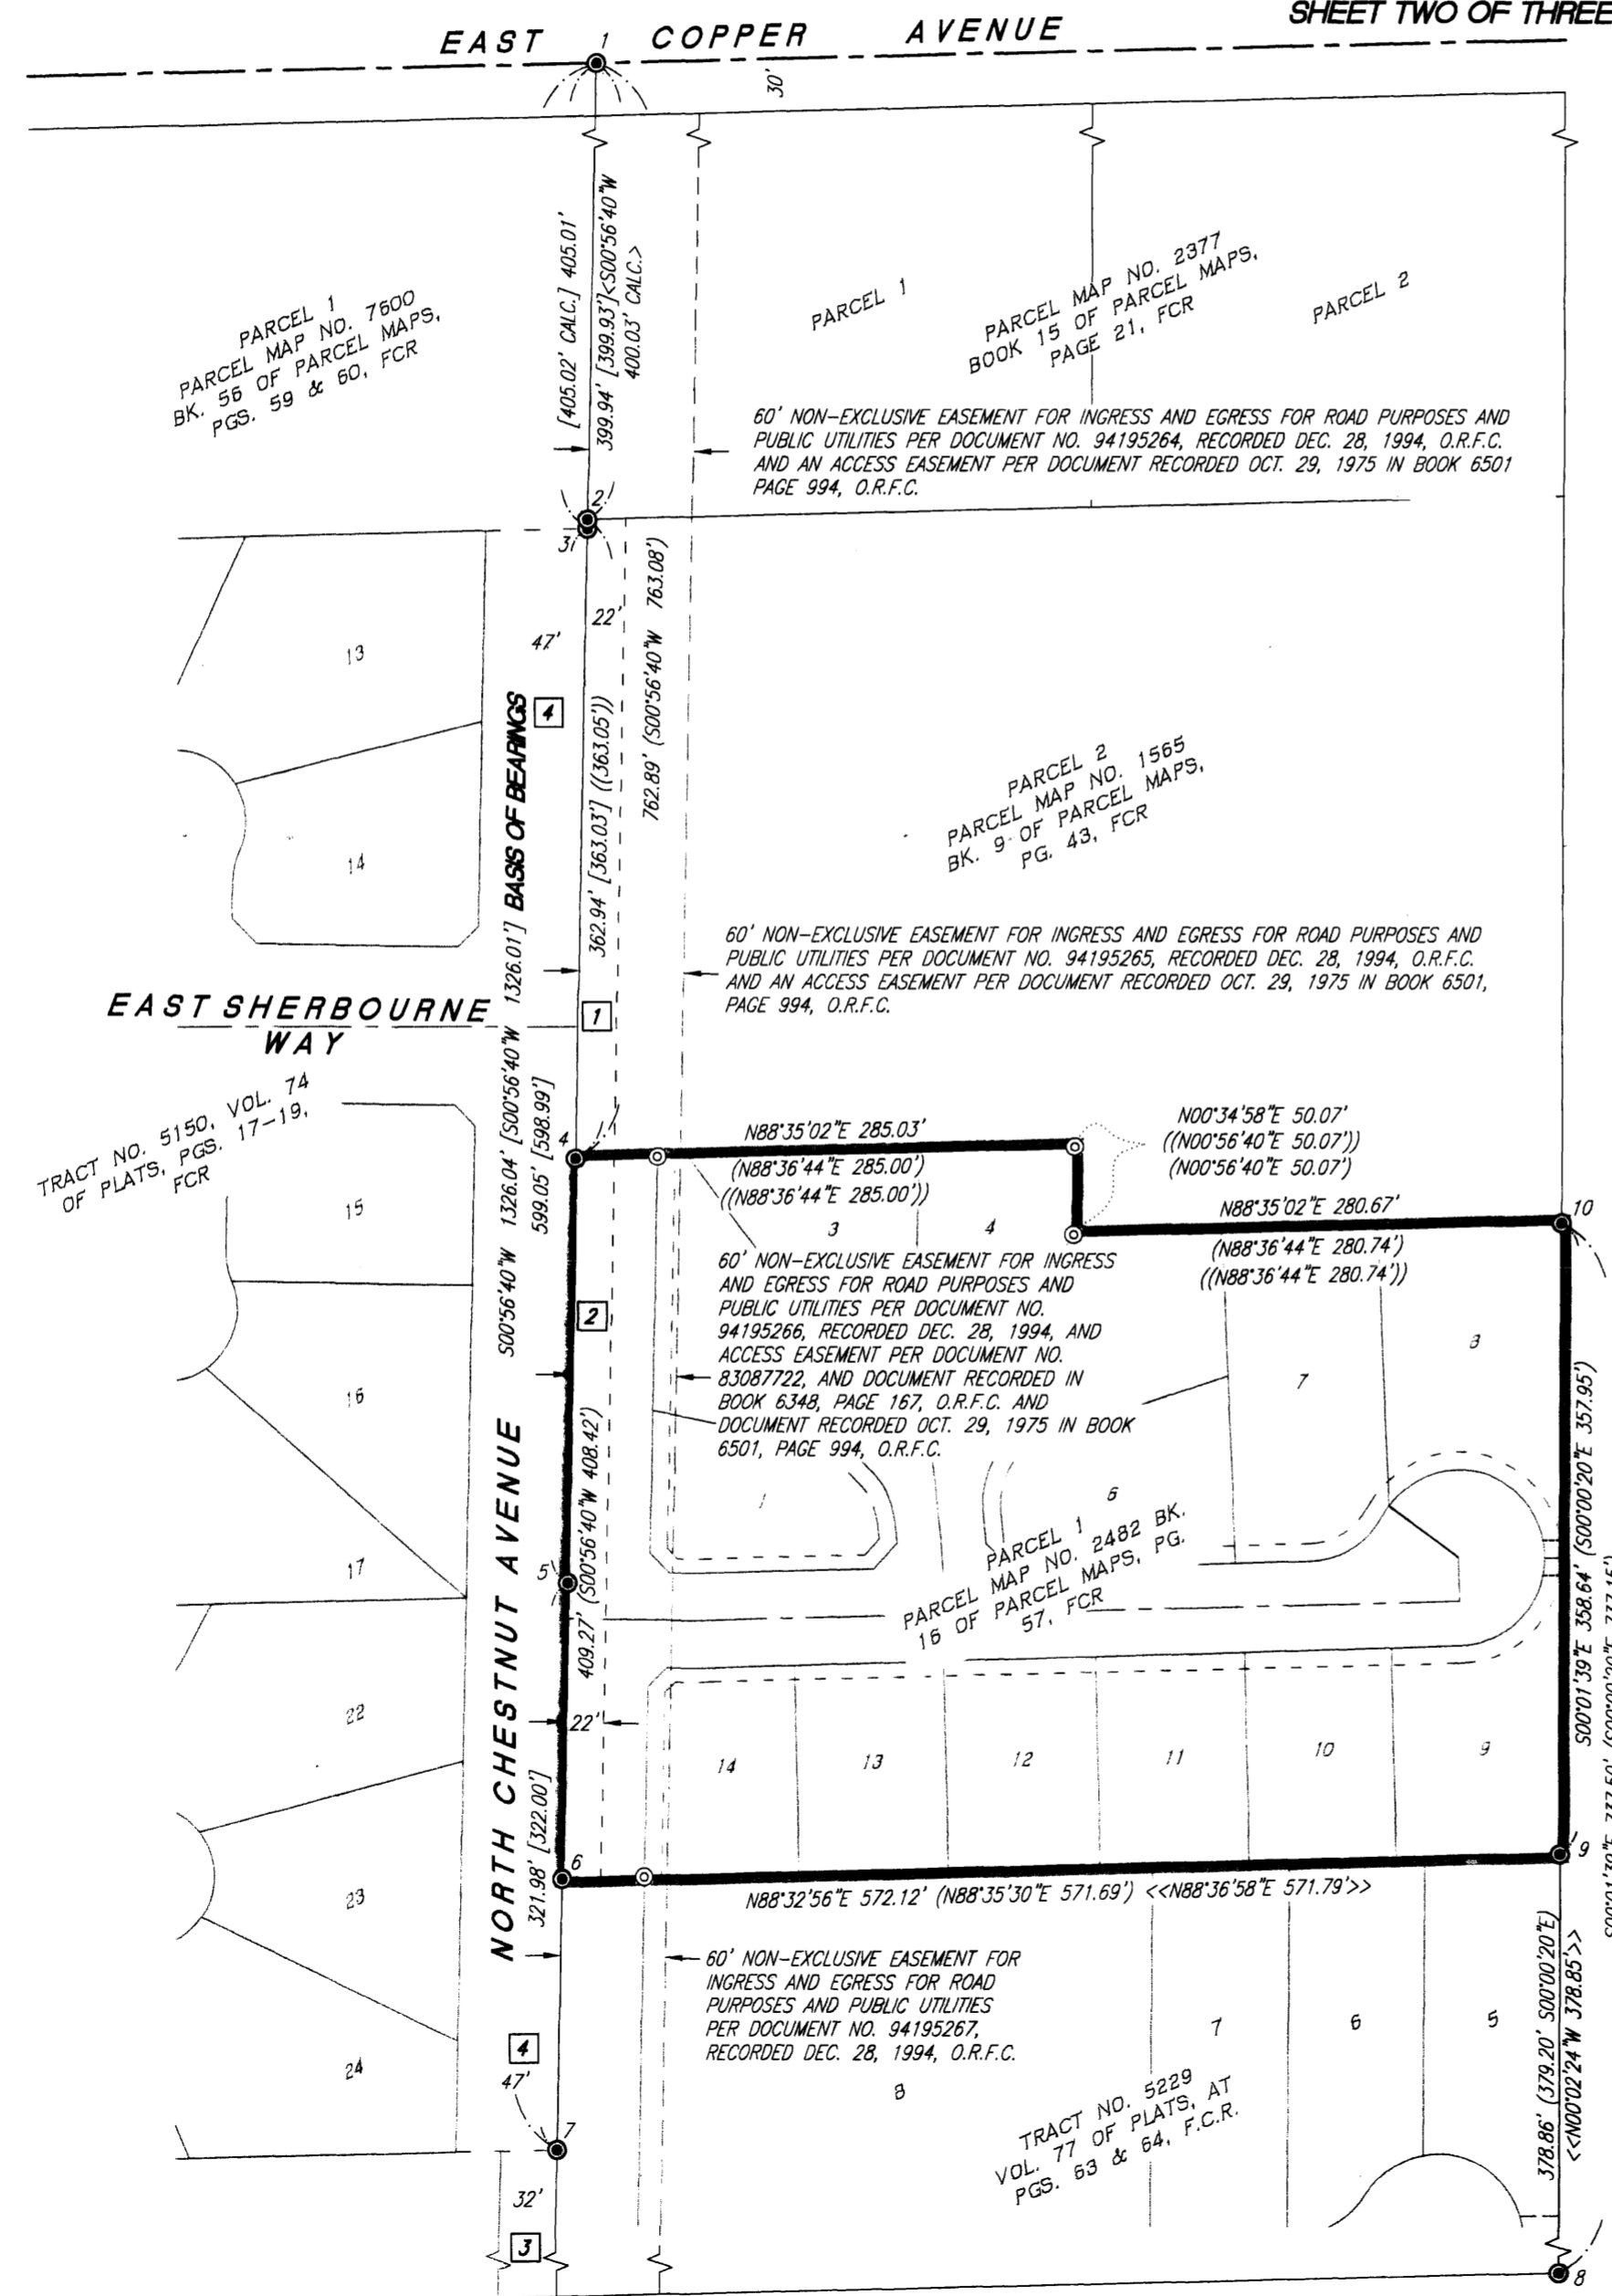 SHEET TWO OF THREE
EAST COPPER AVENUE
1
30'
[405.02' CALC.] 405.01'
399.94' [399.93']<S00°56'40"W
400.03' CALC.>
PARCEL 1
PARCEL MAP NO. 7600
BK. 56 OF PARCEL MAPS,
PGS. 59 & 60, FCR
PARCEL 1
PARCEL MAP NO. 2377
BOOK 15 OF PARCEL MAPS,
PAGE 21, FCR
PARCEL 2
60' NON-EXCLUSIVE EASEMENT FOR INGRESS AND EGRESS FOR ROAD PURPOSES AND
PUBLIC UTILITIES PER DOCUMENT NO. 94195264, RECORDED DEC. 28, 1994, O.R.F.C.
AND AN ACCESS EASEMENT PER DOCUMENT RECORDED OCT. 29, 1975 IN BOOK 6501
PAGE 994, O.R.F.C.
2
3
22'
47'
4
13
14
362.94' [363.03'] ((363.05'))
762.89' (S00°56'40"W 763.08')
PARCEL 2
PARCEL MAP NO. 1565
BK. 9 OF PARCEL MAPS,
PG. 43, FCR
60' NON-EXCLUSIVE EASEMENT FOR INGRESS AND EGRESS FOR ROAD PURPOSES AND
PUBLIC UTILITIES PER DOCUMENT NO. 94195265, RECORDED DEC. 28, 1994, O.R.F.C.
AND AN ACCESS EASEMENT PER DOCUMENT RECORDED OCT. 29, 1975 IN BOOK 6501,
PAGE 994, O.R.F.C.
S00°56'40"W 1326.04' [S00°56'40"W 1326.01'] BASIS OF BEARINGS
599.05' [598.99']
1
EAST SHERBOURNE
WAY
TRACT NO. 5150, VOL. 74
OF PLATS, PGS. 17-19,
FCR
4
N88°35'02"E 285.03'
(N88°36'44"E 285.00')
((N88°36'44"E 285.00'))
N00°34'58"E 50.07'
((N00°56'40"E 50.07'))
(N00°56'40"E 50.07')
N88°35'02"E 280.67'
(N88°36'44"E 280.74')
((N88°36'44"E 280.74'))
10
15
16
17
3
4
60' NON-EXCLUSIVE EASEMENT FOR INGRESS
AND EGRESS FOR ROAD PURPOSES AND
PUBLIC UTILITIES PER DOCUMENT NO.
94195266, RECORDED DEC. 28, 1994, AND
ACCESS EASEMENT PER DOCUMENT NO.
83087722, AND DOCUMENT RECORDED IN
BOOK 6348, PAGE 167, O.R.F.C. AND
DOCUMENT RECORDED OCT. 29, 1975 IN BOOK
6501, PAGE 994, O.R.F.C.
2
7
8
6
PARCEL 1
PARCEL MAP NO. 2482 BK.
16 OF PARCEL MAPS, PG.
57, FCR
S00°01'39"E 358.64' (S00°00'20"E 357.95')
5
409.27' (S00°56'40"W 408.42')
22'
NORTH CHESTNUT AVENUE
22
23
24
14
13
12
11
10
9
9
6
321.98' [322.00']
N88°32'56"E 572.12' (N88°35'30"E 571.69') <<N88°36'58"E 571.79'>>
60' NON-EXCLUSIVE EASEMENT FOR
INGRESS AND EGRESS FOR ROAD
PURPOSES AND PUBLIC UTILITIES
PER DOCUMENT NO. 94195267,
RECORDED DEC. 28, 1994, O.R.F.C.
8
7
6
5
378.86' (379.20' S00°00'20"E)
<<N00°02'24"W 378.85'>>
TRACT NO. 5229
VOL. 77 OF PLATS, AT
PGS. 63 & 64, F.C.R.
4
47'
7
32'
3
8